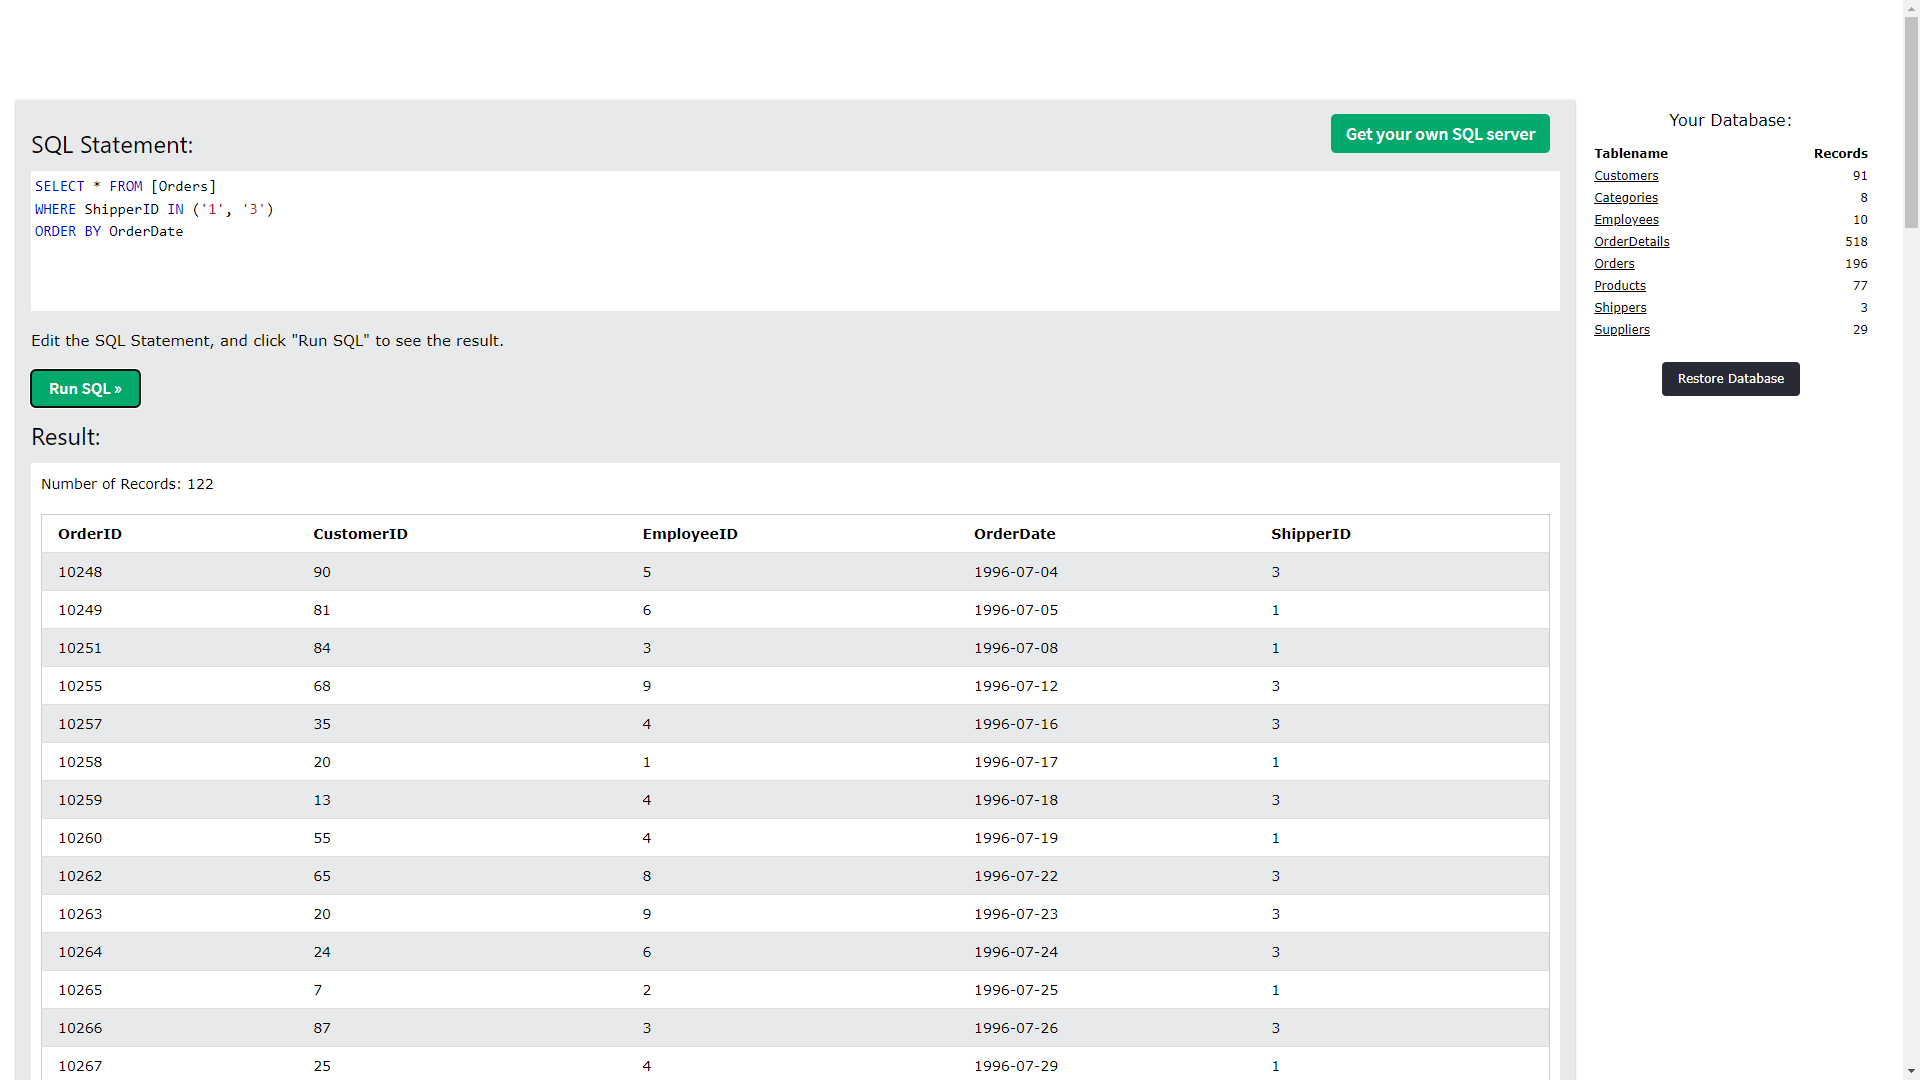 Get your own SQL server
SQL Statement:
SELECT * FROM [Orders]
WHERE ShipperID IN ('1', '3')
ORDER BY OrderDate
Edit the SQL Statement, and click "Run SQL" to see the result.
Run SQL »
Result:
Number of Records: 122
OrderID CustomerID EmployeeID OrderDate ShipperID
10248 90 5 1996-07-04 3
10249 81 6 1996-07-05 1
10251 84 3 1996-07-08 1
10255 68 9 1996-07-12 3
10257 35 4 1996-07-16 3
10258 20 1 1996-07-17 1
10259 13 4 1996-07-18 3
10260 55 4 1996-07-19 1
10262 65 8 1996-07-22 3
10263 20 9 1996-07-23 3
10264 24 6 1996-07-24 3
10265 7 2 1996-07-25 1
10266 87 3 1996-07-26 3
10267 25 4 1996-07-29 1
Your Database:
Tablename Records
Customers 91
Categories 8
Employees 10
OrderDetails 518
Orders 196
Products 77
Shippers 3
Suppliers 29
Restore Database